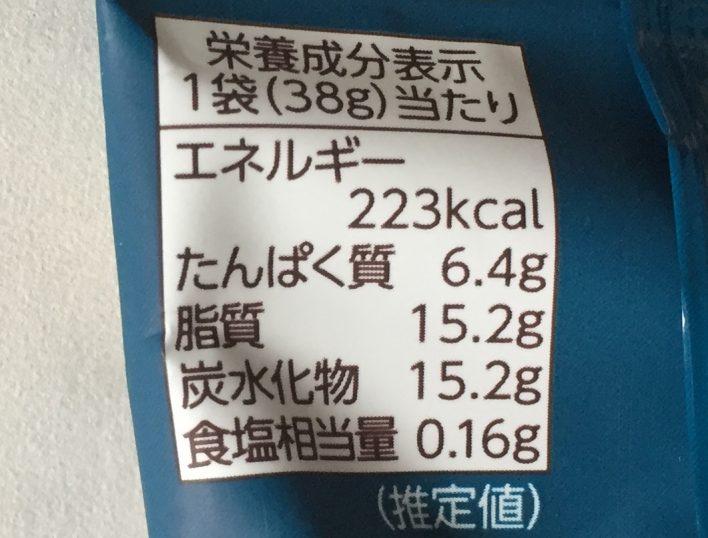 栄養成分表示
1袋(38g)当たり
エネルギー
223kcal
たんぱく質 6.4g
脂質 15.2g
炭水化物 15.2g
食塩相当量 0.16g
(推定値)